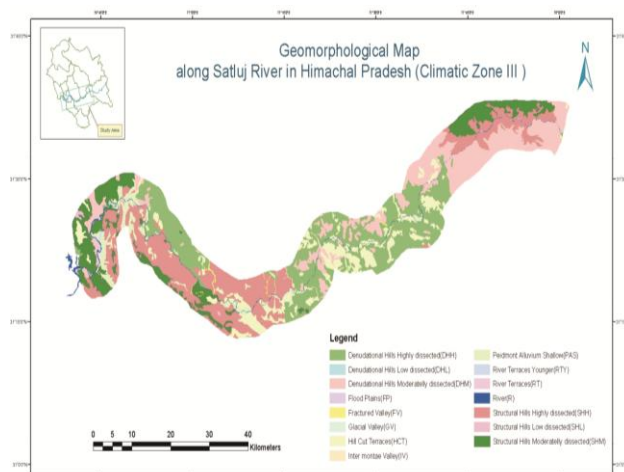 Geomorphological Map
along Satluj River in Himachal Pradesh (Climatic Zone III )
N
Study Area
Legend
Denudational Hills Highly dissected(DHH)
Denudational Hills Low dissected(DHL)
Denudational Hills Moderatelly dissected(DHM)
Flood Plains(FP)
Fractured Valley(FV)
Glacial Valley(GV)
Hill Cut Terraces(HCT)
Inter montae Valley(IV)
Piedmont Alluvium Shallow(PAS)
River Terraces Younger(RTY)
River Terraces(RT)
River(R)
Structural Hills Highly dissected(SHH)
Structural Hills Low dissected(SHL)
Structural Hills Moderatelly dissected(SHM)
0 5 10 20 30 40
Kilometers